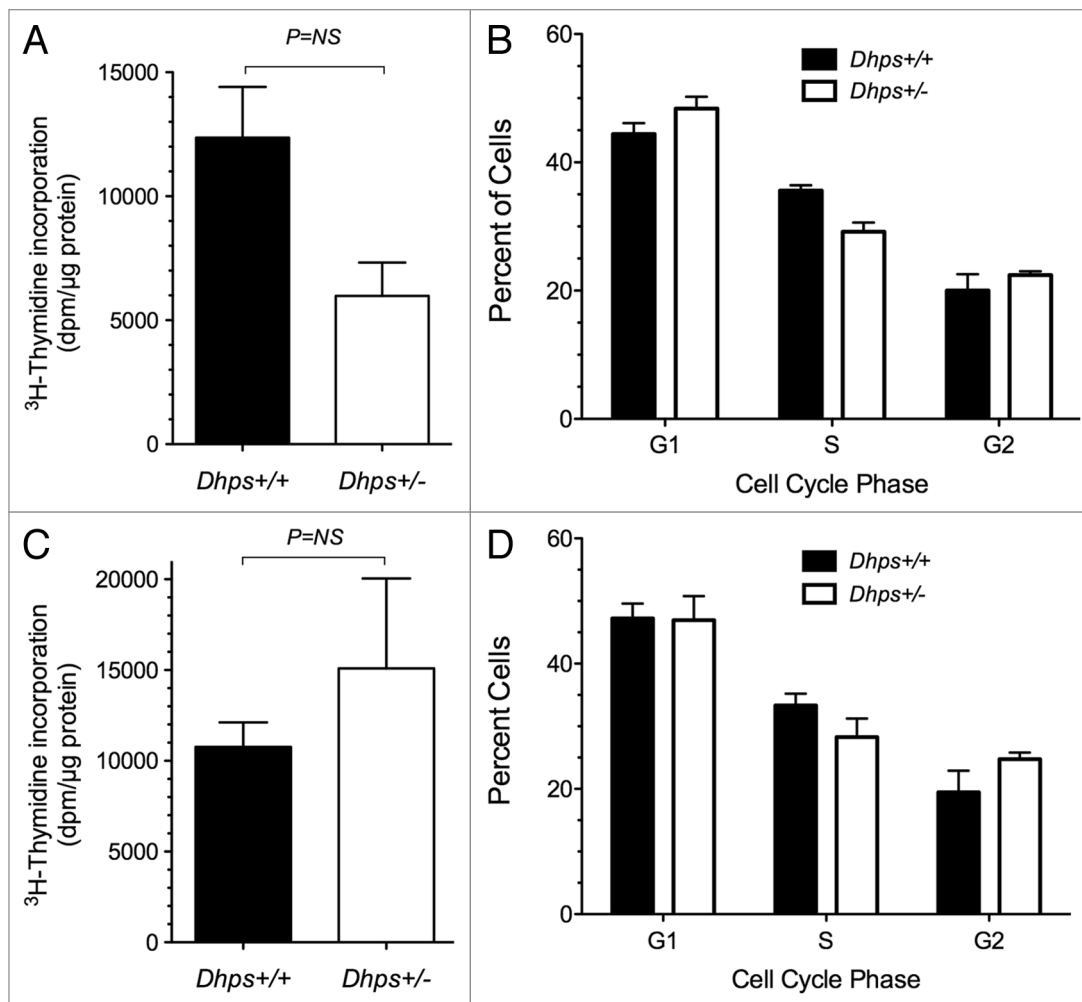 A
P=NS
15000
10000
5000
0
³H-Thymidine incorporation
(dpm/µg protein)
Dhps+/+
Dhps+/-
B
Dhps+/+
Dhps+/-
60
40
20
0
Percent of Cells
G1
S
G2
Cell Cycle Phase
C
P=NS
20000
15000
10000
5000
0
³H-Thymidine incorporation
(dpm/µg protein)
Dhps+/+
Dhps+/-
D
Dhps+/+
Dhps+/-
60
40
20
0
Percent Cells
G1
S
G2
Cell Cycle Phase